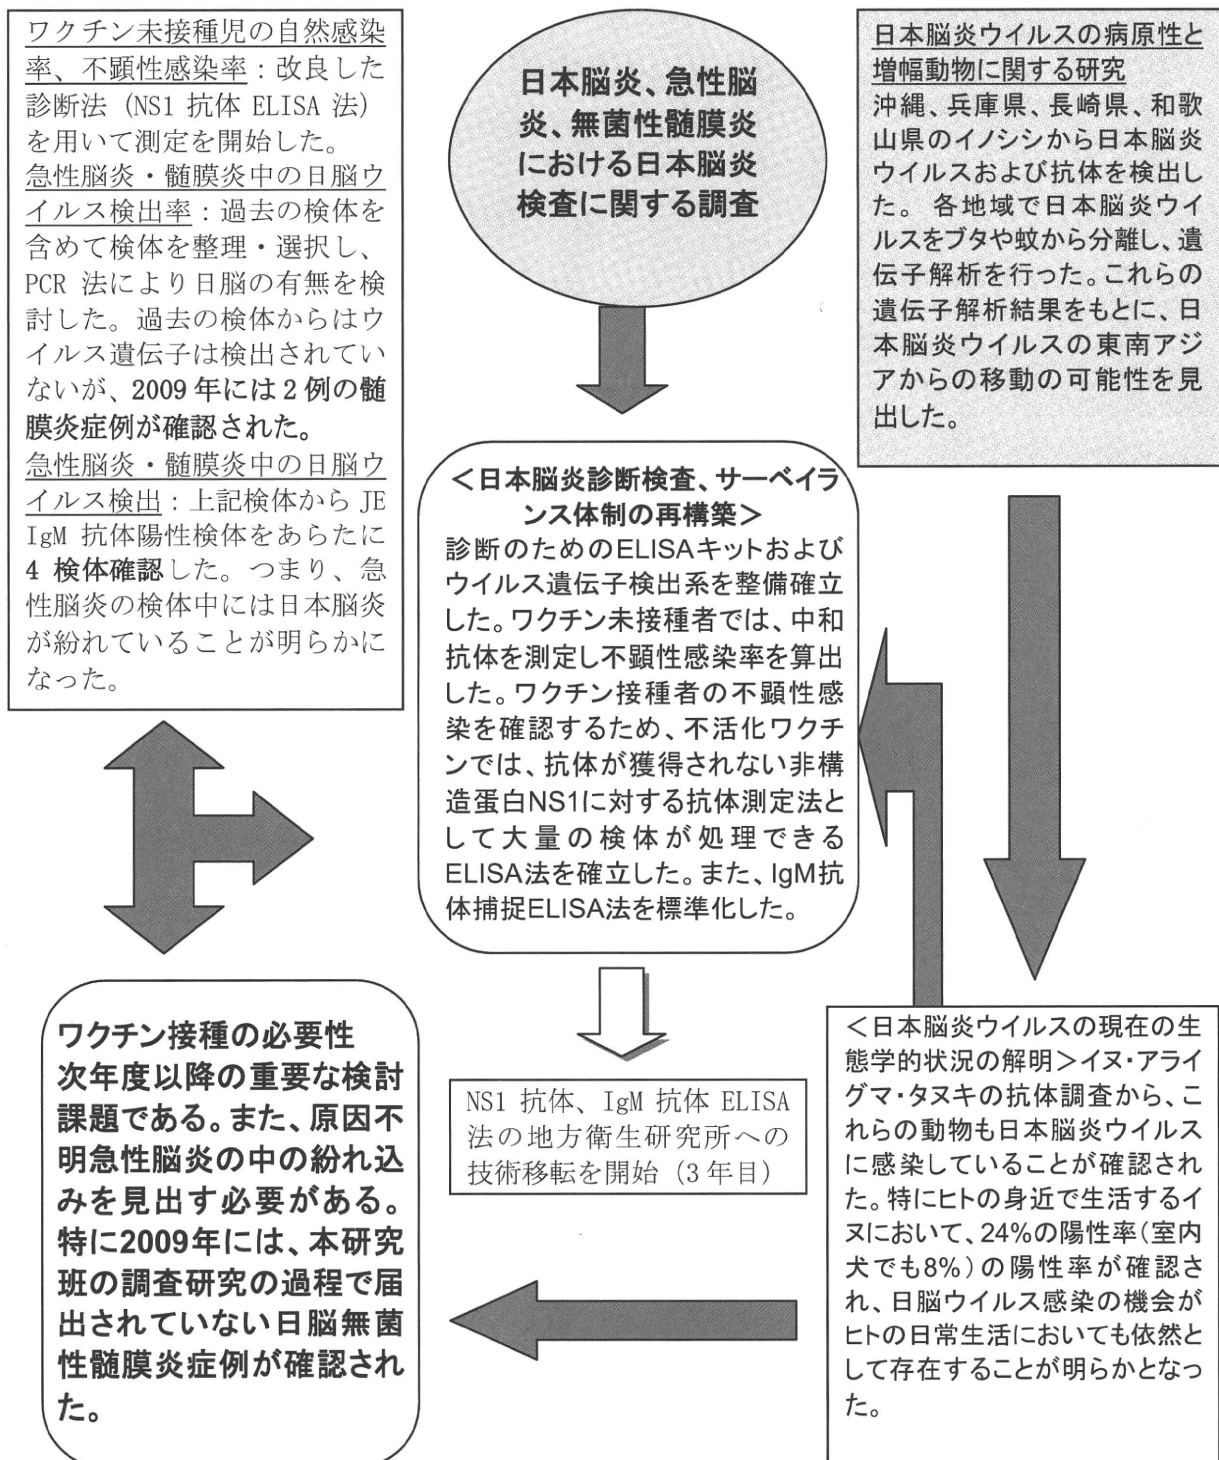 ワクチン未接種児の自然感染
率、不顕性感染率：改良した
診断法（NS1 抗体 ELISA 法）
を用いて測定を開始した。
急性脳炎・髄膜炎中の日脳ウ
イルス検出率：過去の検体を
含めて検体を整理・選択し、
PCR 法により日脳の有無を検
討した。過去の検体からはウ
イルス遺伝子は検出されてい
ないが、2009 年には 2 例の髄
膜炎症例が確認された。
急性脳炎・髄膜炎中の日脳ウ
イルス検出：上記検体から JE
IgM 抗体陽性検体をあらたに
4 検体確認した。つまり、急
性脳炎の検体中には日本脳炎
が紛れていることが明らかに
なった。
日本脳炎、急性脳
炎、無菌性髄膜炎
における日本脳炎
検査に関する調査
日本脳炎ウイルスの病原性と
増幅動物に関する研究
沖縄、兵庫県、長崎県、和歌
山県のイノシシから日本脳炎
ウイルスおよび抗体を検出し
た。 各地域で日本脳炎ウイ
ルスをブタや蚊から分離し、遺
伝子解析を行った。これらの
遺伝子解析結果をもとに、日
本脳炎ウイルスの東南アジ
アからの移動の可能性を見
出した。
＜日本脳炎診断検査、サーベイラ
ンス体制の再構築＞
診断のためのELISAキットおよび
ウイルス遺伝子検出系を整備確立
した。ワクチン未接種者では、中和
抗体を測定し不顕性感染率を算出
した。ワクチン接種者の不顕性感
染を確認するため、不活化ワクチ
ンでは、抗体が獲得されない非構
造蛋白NS1に対する抗体測定法と
して大量の検体が処理できる
ELISA法を確立した。また、IgM抗
体捕捉ELISA法を標準化した。
ワクチン接種の必要性
次年度以降の重要な検討
課題である。また、原因不
明急性脳炎の中の紛れ込
みを見出す必要がある。
特に2009年には、本研究
班の調査研究の過程で届
出されていない日脳無菌
性髄膜炎症例が確認され
た。
NS1 抗体、IgM 抗体 ELISA
法の地方衛生研究所への
技術移転を開始（3 年目）
＜日本脳炎ウイルスの現在の生
態学的状況の解明＞イヌ・アライ
グマ・タヌキの抗体調査から、こ
れらの動物も日本脳炎ウイルス
に感染していることが確認され
た。特にヒトの身近で生活するイ
ヌにおいて、24%の陽性率（室内
犬でも8%）の陽性率が確認さ
れ、日脳ウイルス感染の機会が
ヒトの日常生活においても依然と
して存在することが明らかとなっ
た。